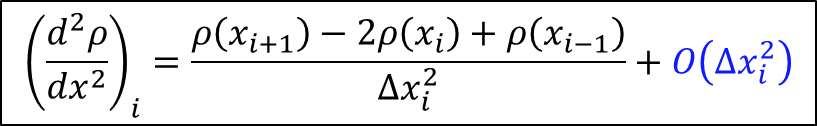 (d²ρ/dx²)ᵢ = (ρ(xᵢ₊₁) − 2ρ(xᵢ) + ρ(xᵢ₋₁))/Δxᵢ² + O(Δxᵢ²)